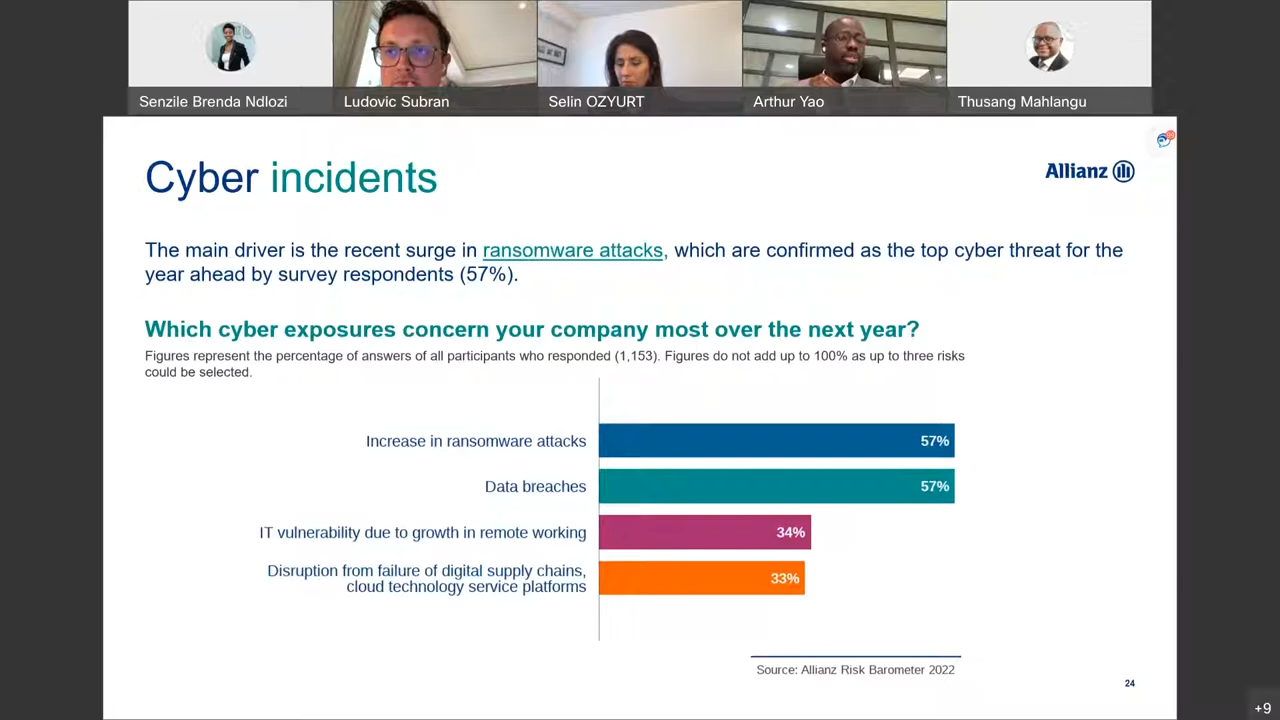 Senzile Brenda Ndlozi
Ludovic Subran
Selin OZYURT
Arthur Yao
Thusang Mahlangu
Cyber incidents
Allianz
The main driver is the recent surge in ransomware attacks, which are confirmed as the top cyber threat for the
year ahead by survey respondents (57%).
Which cyber exposures concern your company most over the next year?
Figures represent the percentage of answers of all participants who responded (1,153). Figures do not add up to 100% as up to three risks
could be selected.
Increase in ransomware attacks
57%
Data breaches
57%
IT vulnerability due to growth in remote working
34%
Disruption from failure of digital supply chains,
cloud technology service platforms
33%
Source: Allianz Risk Barometer 2022
24
+9